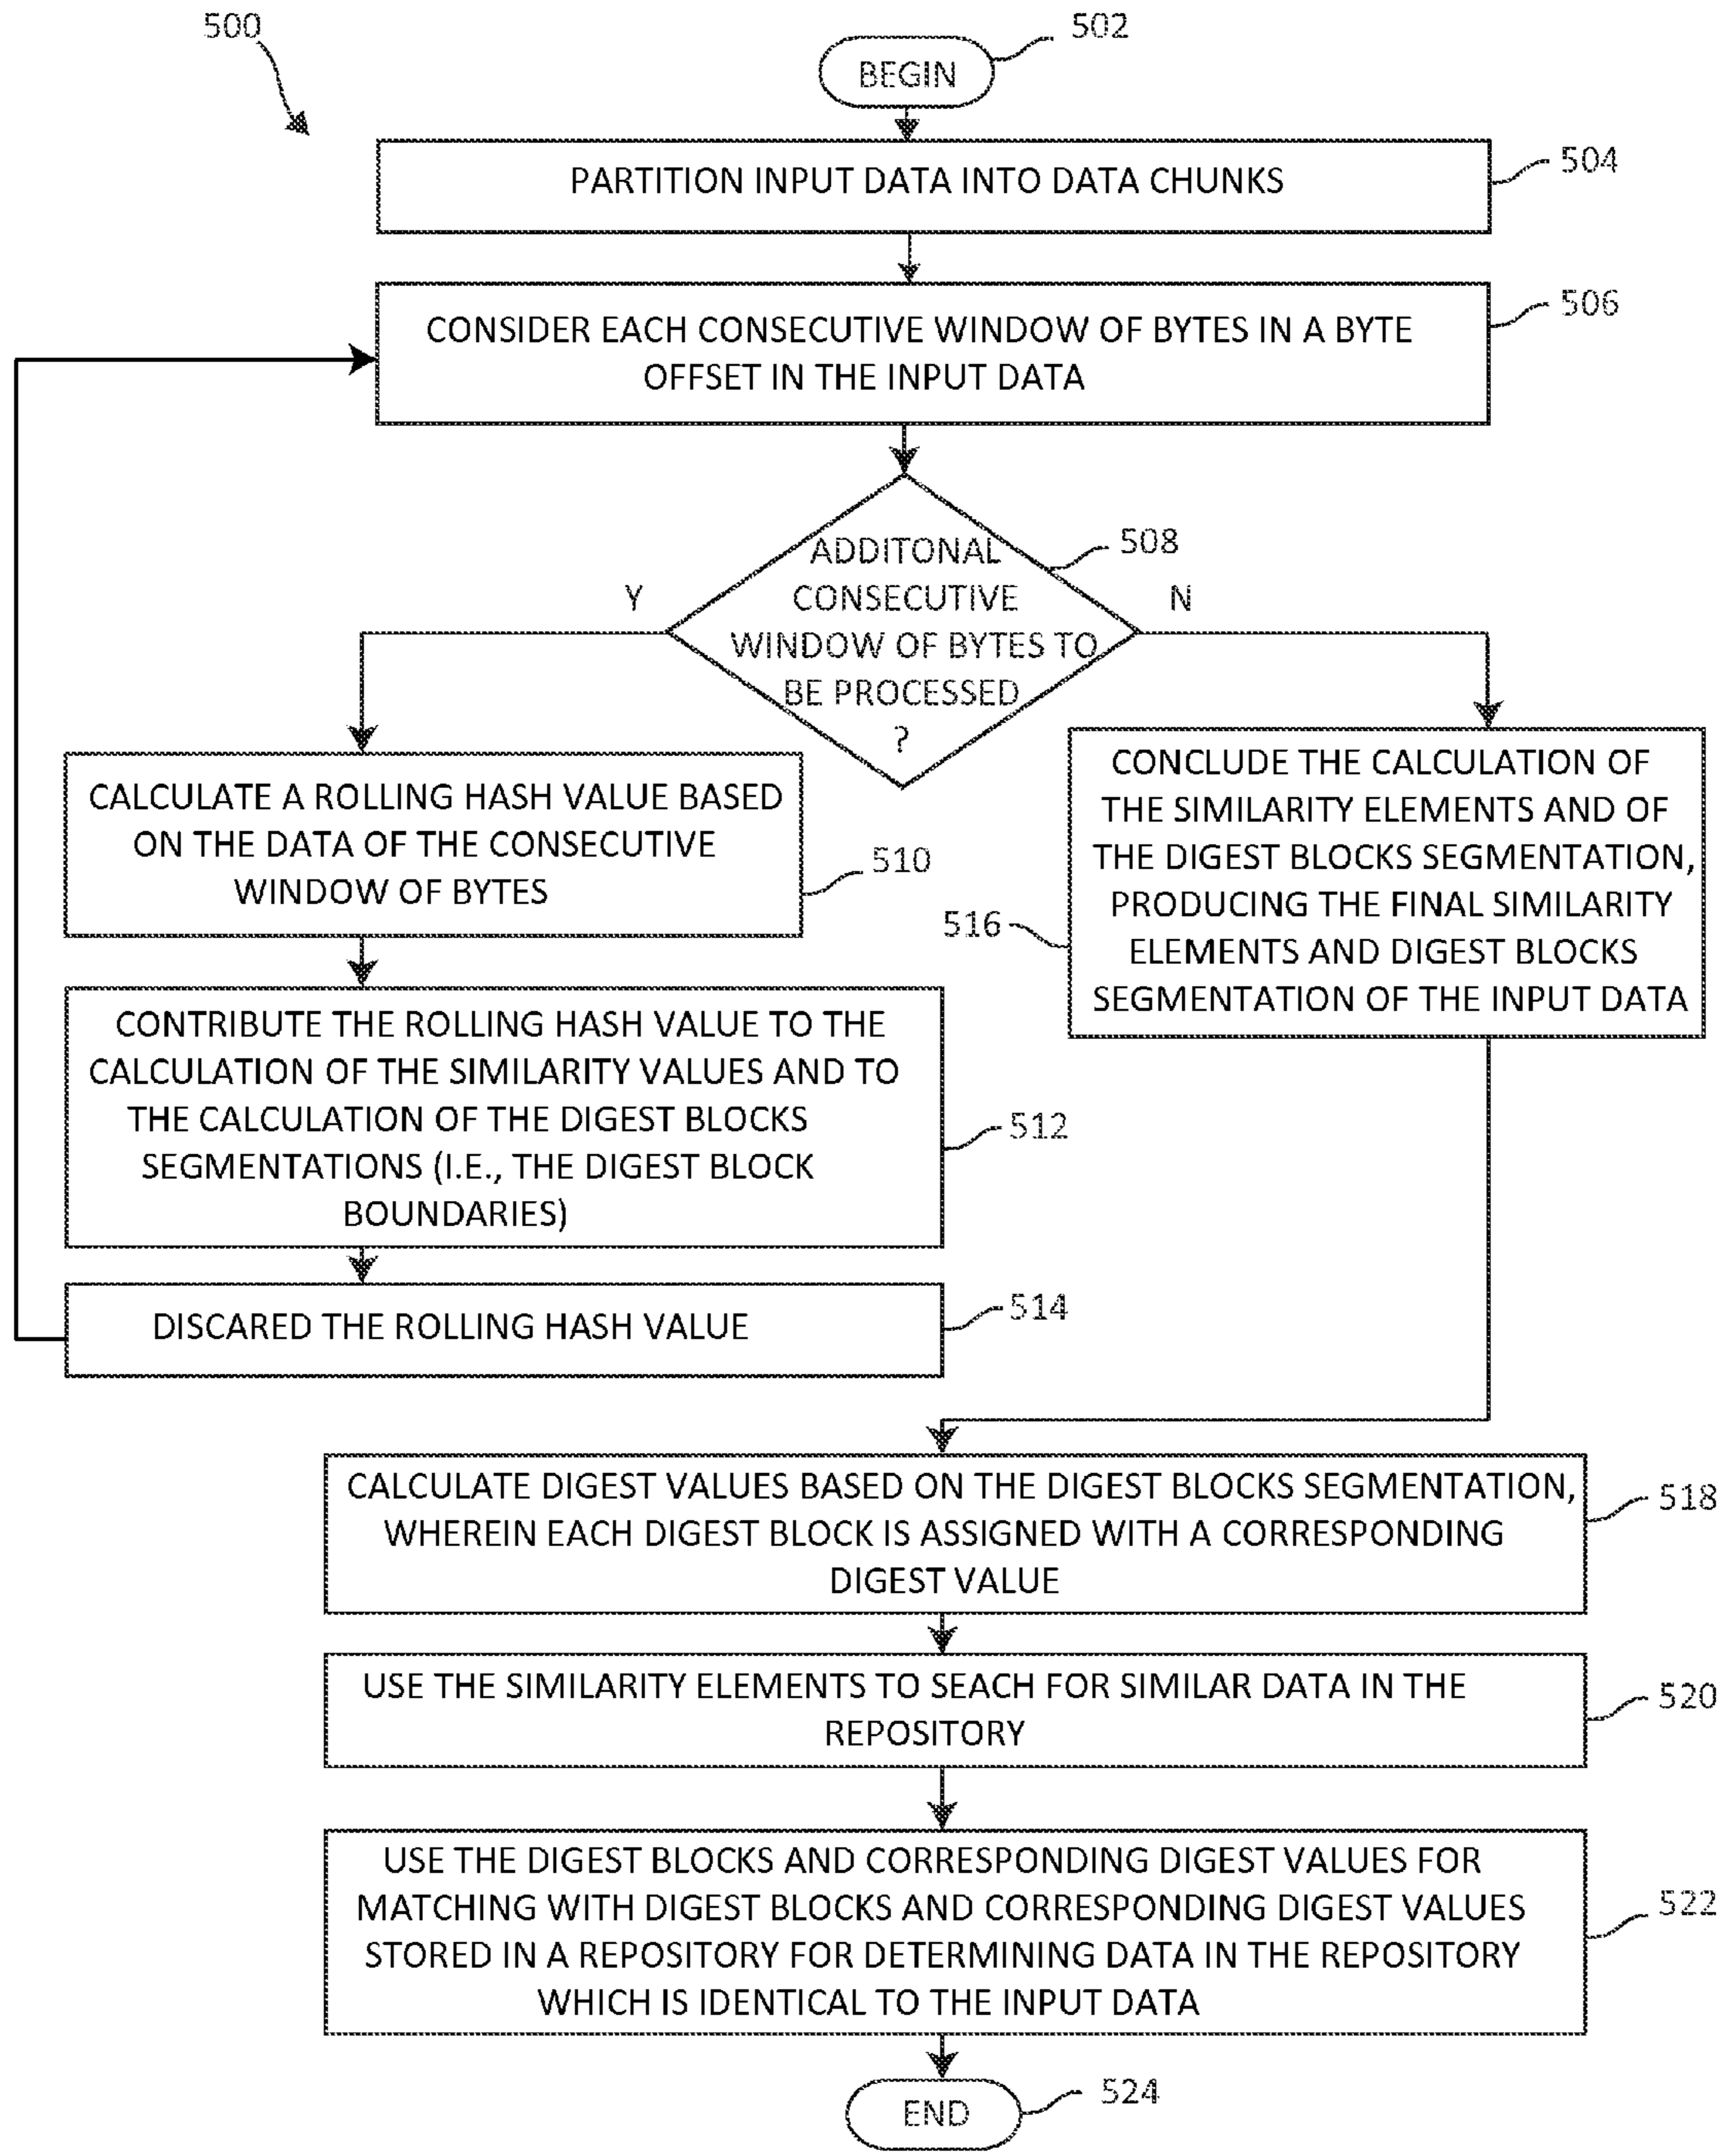 500
502
BEGIN
PARTITION INPUT DATA INTO DATA CHUNKS
504
CONSIDER EACH CONSECUTIVE WINDOW OF BYTES IN A BYTE
OFFSET IN THE INPUT DATA
506
ADDITONAL
CONSECUTIVE
WINDOW OF BYTES TO
BE PROCESSED
?
508
Y
N
CALCULATE A ROLLING HASH VALUE BASED
ON THE DATA OF THE CONSECUTIVE
WINDOW OF BYTES
510
CONTRIBUTE THE ROLLING HASH VALUE TO THE
CALCULATION OF THE SIMILARITY VALUES AND TO
THE CALCULATION OF THE DIGEST BLOCKS
SEGMENTATIONS (I.E., THE DIGEST BLOCK
BOUNDARIES)
512
DISCARED THE ROLLING HASH VALUE
514
CONCLUDE THE CALCULATION OF
THE SIMILARITY ELEMENTS AND OF
THE DIGEST BLOCKS SEGMENTATION,
PRODUCING THE FINAL SIMILARITY
ELEMENTS AND DIGEST BLOCKS
SEGMENTATION OF THE INPUT DATA
516
CALCULATE DIGEST VALUES BASED ON THE DIGEST BLOCKS SEGMENTATION,
WHEREIN EACH DIGEST BLOCK IS ASSIGNED WITH A CORRESPONDING
DIGEST VALUE
518
USE THE SIMILARITY ELEMENTS TO SEACH FOR SIMILAR DATA IN THE
REPOSITORY
520
USE THE DIGEST BLOCKS AND CORRESPONDING DIGEST VALUES FOR
MATCHING WITH DIGEST BLOCKS AND CORRESPONDING DIGEST VALUES
STORED IN A REPOSITORY FOR DETERMINING DATA IN THE REPOSITORY
WHICH IS IDENTICAL TO THE INPUT DATA
522
END
524